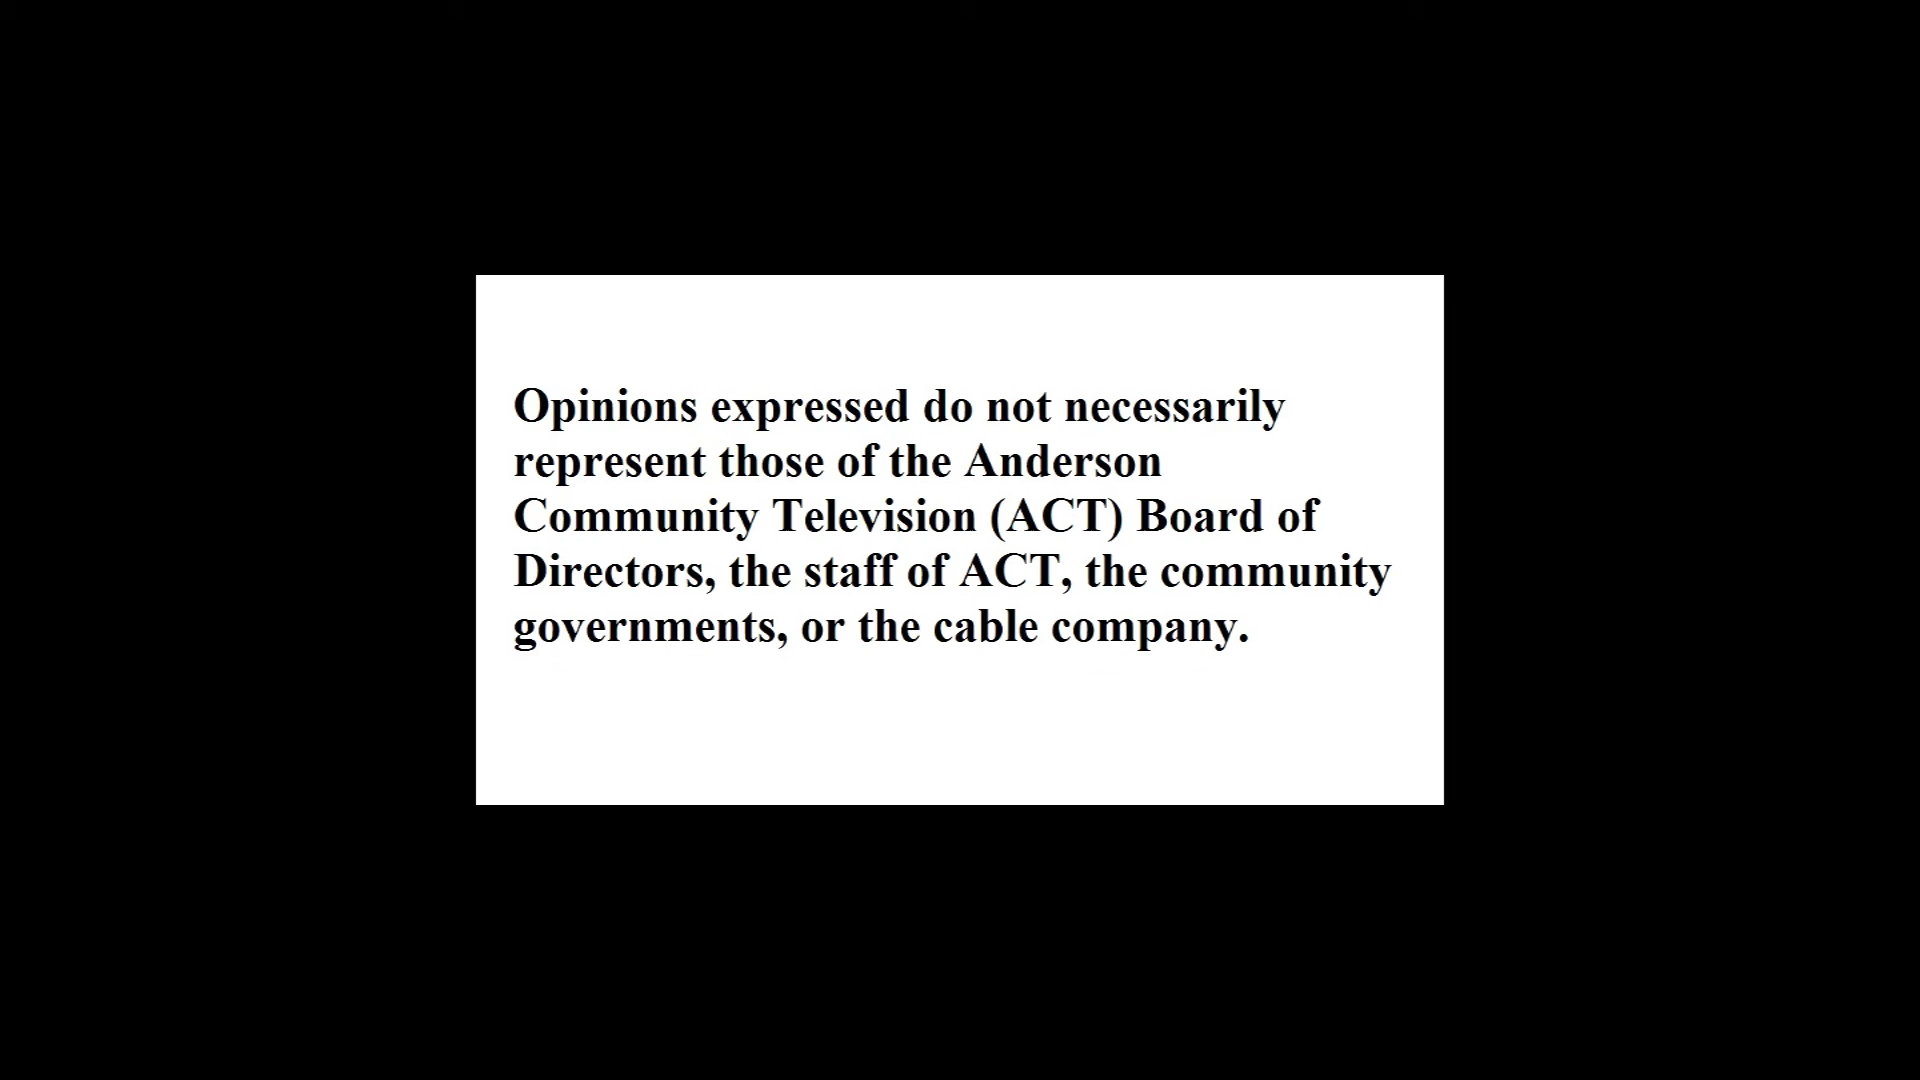 Opinions expressed do not necessarily
represent those of the Anderson
Community Television (ACT) Board of
Directors, the staff of ACT, the community
governments, or the cable company.